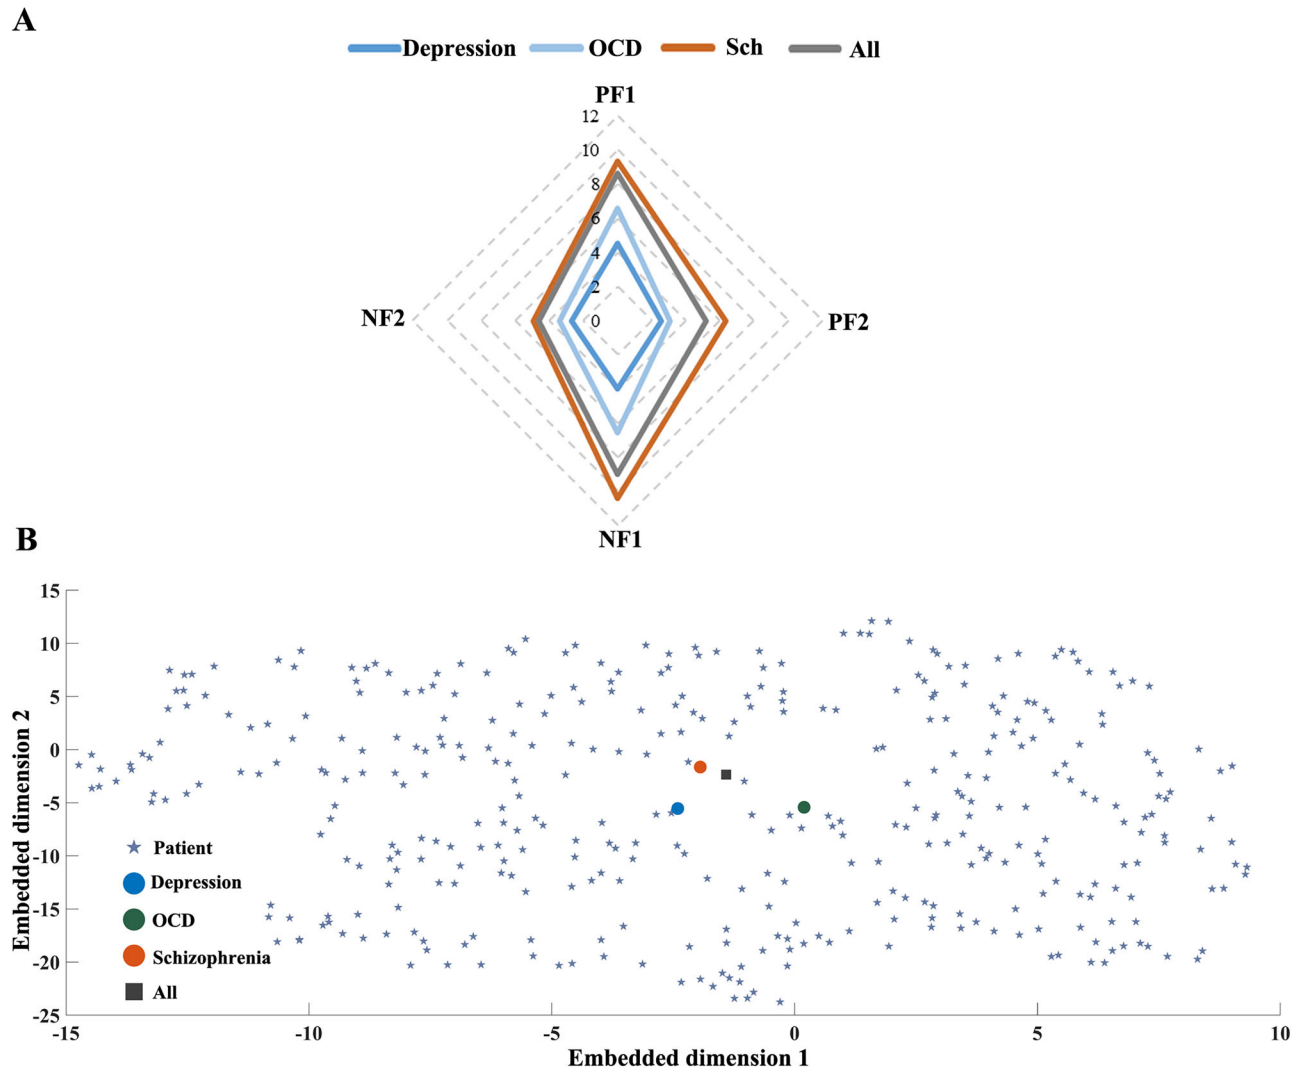 A
Depression OCD Sch All
PF1
12
10
8
6
4
2
0
NF2
PF2
NF1
B
15
10
5
0
-5
-10
-15
-20
-25
Embedded dimension 2
Patient
Depression
OCD
Schizophrenia
All
-15 -10 -5 0 5 10
Embedded dimension 1